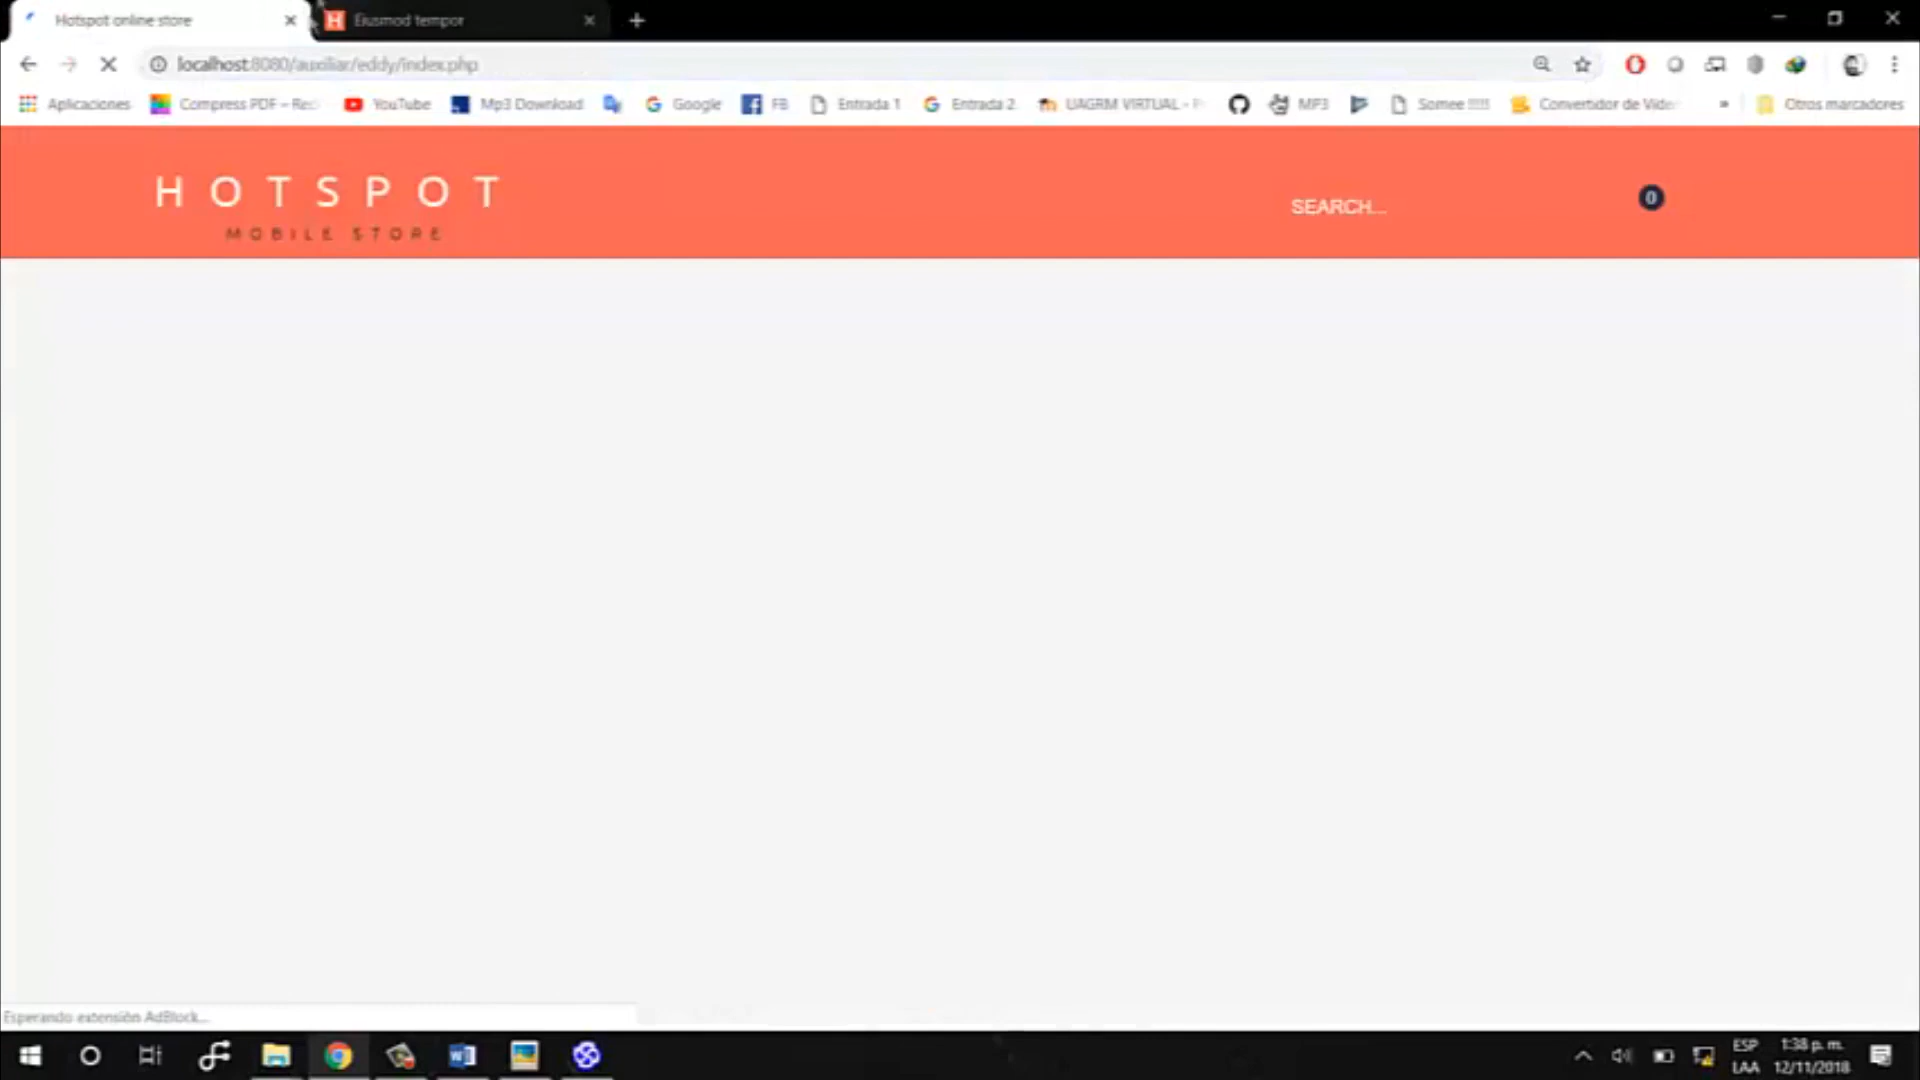 Hotspot online store
Eiusmod tempor
localhost:8080/auxiliar/eddy/index.php
Aplicaciones
Compress PDF – Rec
YouTube
Mp3 Download
Google
FB
Entrada 1
Entrada 2
UAGRM VIRTUAL -
MP3
Somee !!!!!
Convertidor de Vide
Otros marcadores
HOTSPOT
MOBILE STORE
SEARCH...
0
Esperando extensión AdBlock...
ESP
LAA
1:38 p. m.
12/11/2018